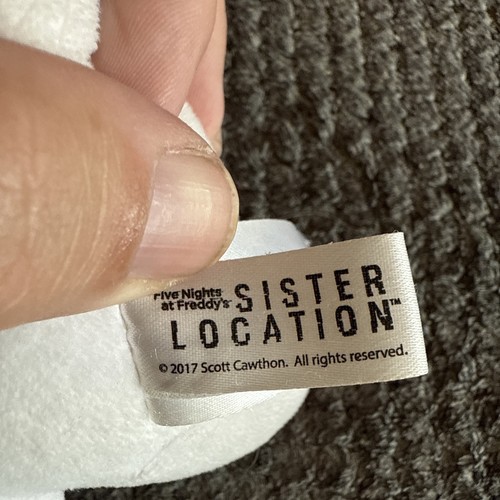 Five Nights
at Freddy's SISTER
LOCATION™
© 2017 Scott Cawthon. All rights reserved.